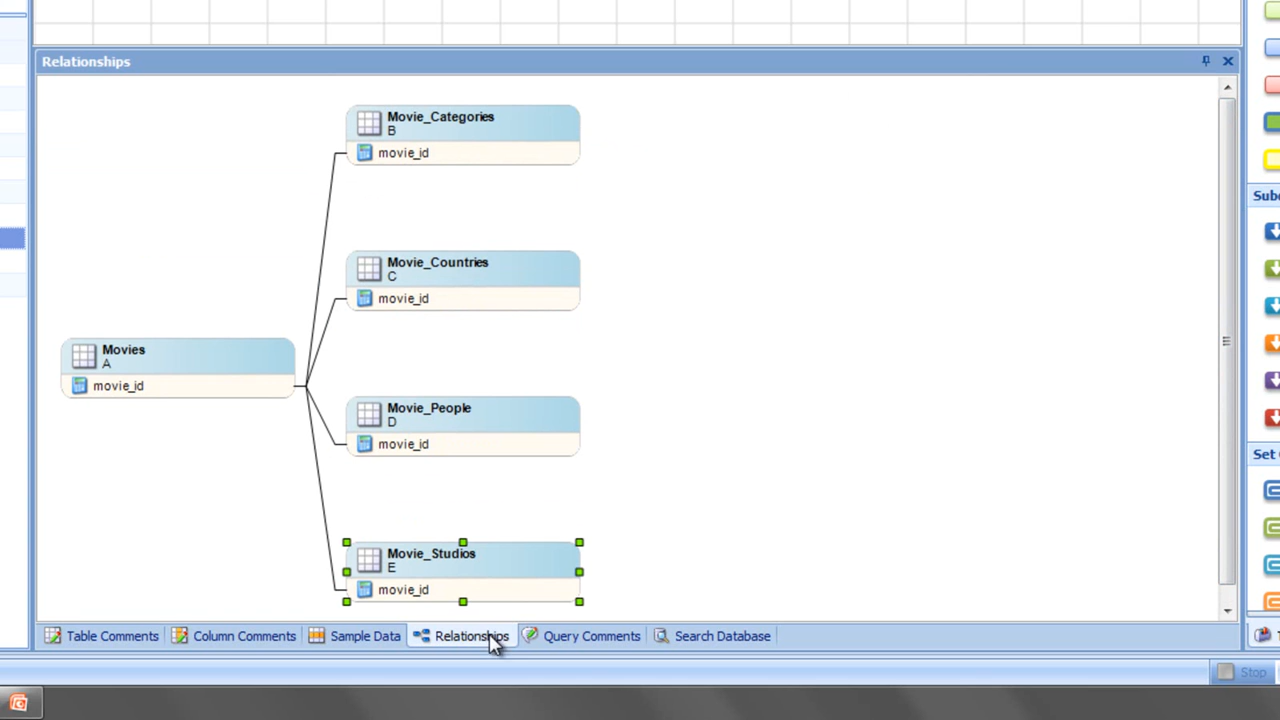 Relationships
Movie_Categories
B
movie_id
Movie_Countries
C
movie_id
Movies
A
movie_id
Movie_People
D
movie_id
Movie_Studios
E
movie_id
Table Comments
Column Comments
Sample Data
Relationships
Query Comments
Search Database
Stop
Set